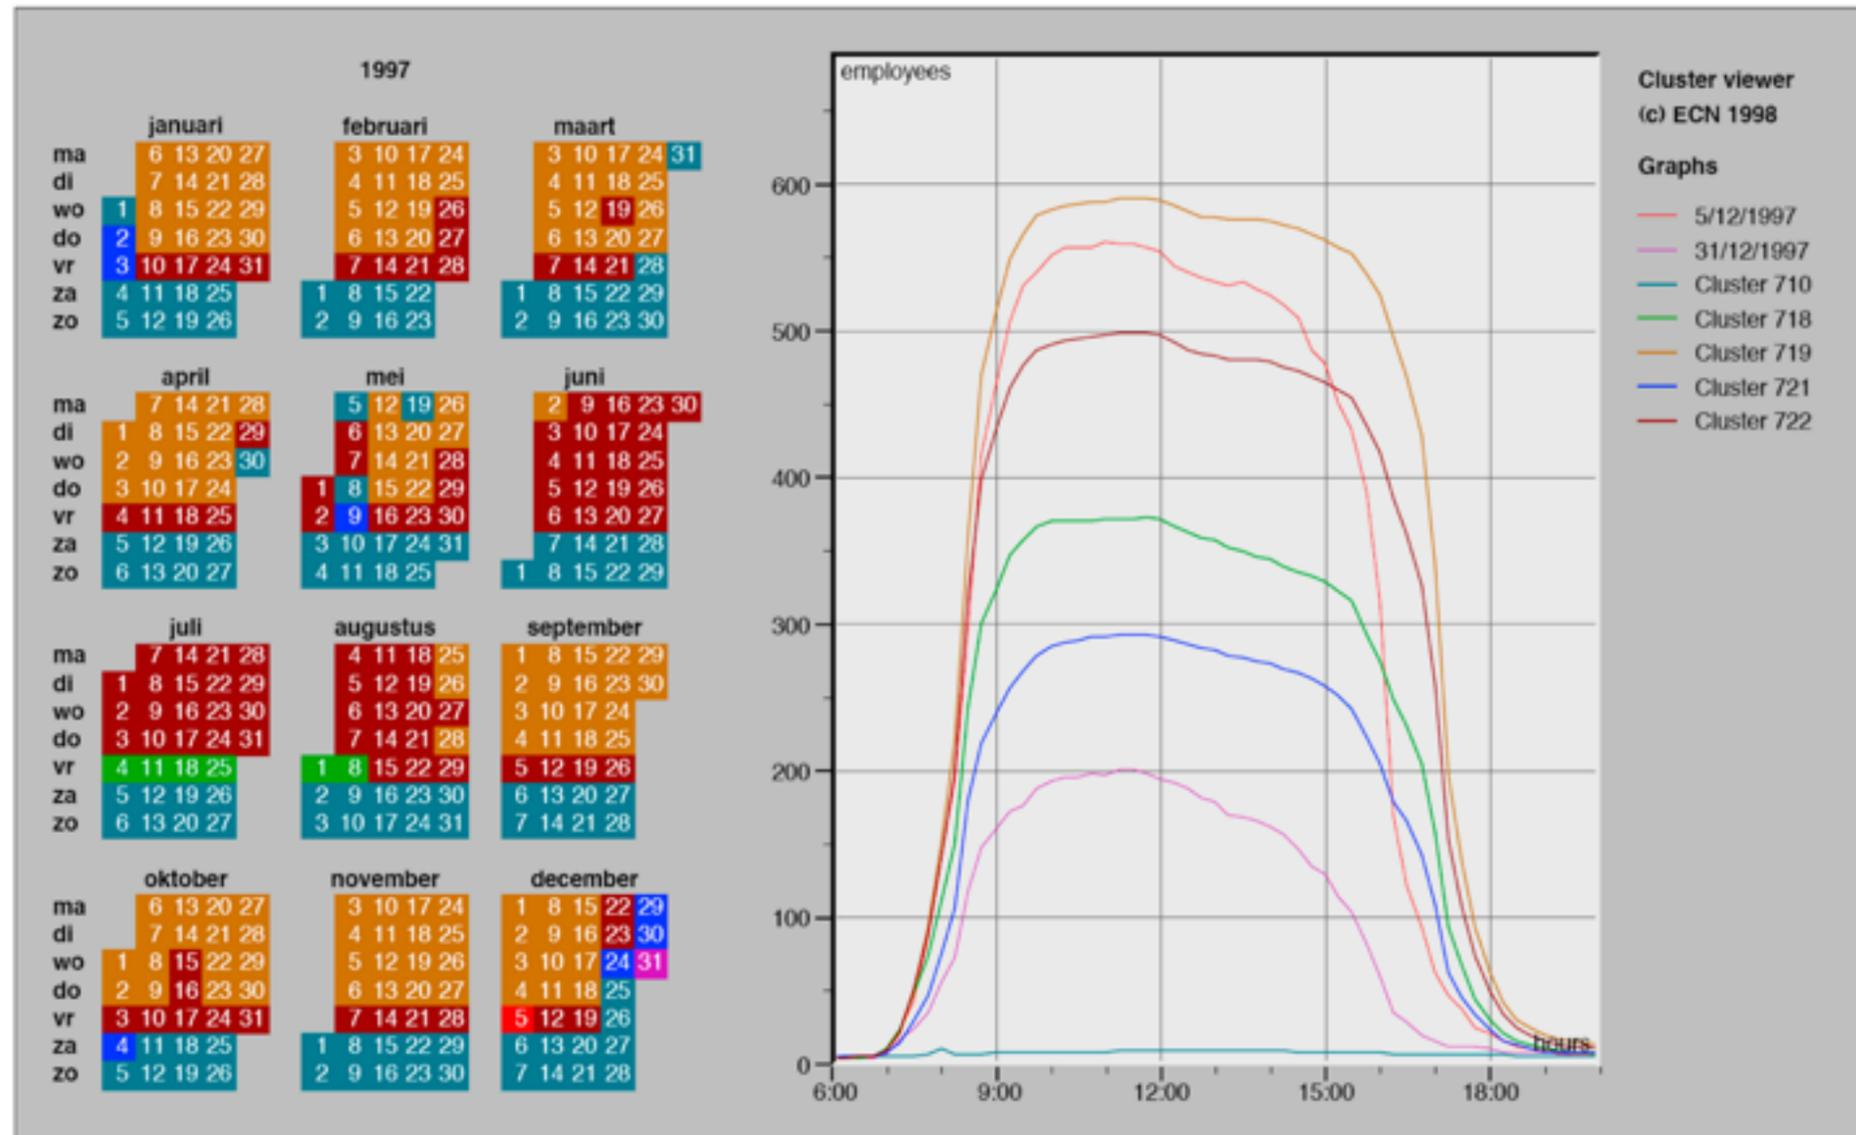 1997
januari februari maart
ma 6 13 20 27 3 10 17 24 3 10 17 24 31
di 7 14 21 28 4 11 18 25 4 11 18 25
wo 1 8 15 22 29 5 12 19 26 5 12 19 26
do 2 9 16 23 30 6 13 20 27 6 13 20 27
vr 3 10 17 24 31 7 14 21 28 7 14 21 28
za 4 11 18 25 1 8 15 22 1 8 15 22 29
zo 5 12 19 26 2 9 16 23 2 9 16 23 30
april mei juni
ma 7 14 21 28 5 12 19 26 2 9 16 23 30
di 1 8 15 22 29 6 13 20 27 3 10 17 24
wo 2 9 16 23 30 7 14 21 28 4 11 18 25
do 3 10 17 24 1 8 15 22 29 5 12 19 26
vr 4 11 18 25 2 9 16 23 30 6 13 20 27
za 5 12 19 26 3 10 17 24 31 7 14 21 28
zo 6 13 20 27 4 11 18 25 1 8 15 22 29
juli augustus september
ma 7 14 21 28 4 11 18 25 1 8 15 22 29
di 1 8 15 22 29 5 12 19 26 2 9 16 23 30
wo 2 9 16 23 30 6 13 20 27 3 10 17 24
do 3 10 17 24 31 7 14 21 28 4 11 18 25
vr 4 11 18 25 1 8 15 22 29 5 12 19 26
za 5 12 19 26 2 9 16 23 30 6 13 20 27
zo 6 13 20 27 3 10 17 24 31 7 14 21 28
oktober november december
ma 6 13 20 27 3 10 17 24 1 8 15 22 29
di 7 14 21 28 4 11 18 25 2 9 16 23 30
wo 1 8 15 22 29 5 12 19 26 3 10 17 24 31
do 2 9 16 23 30 6 13 20 27 4 11 18 25
vr 3 10 17 24 31 7 14 21 28 5 12 19 26
za 4 11 18 25 1 8 15 22 29 6 13 20 27
zo 5 12 19 26 2 9 16 23 30 7 14 21 28
employees
600
500
400
300
200
100
0
hours
6:00 9:00 12:00 15:00 18:00
Cluster viewer
(c) ECN 1998
Graphs
5/12/1997
31/12/1997
Cluster 710
Cluster 718
Cluster 719
Cluster 721
Cluster 722